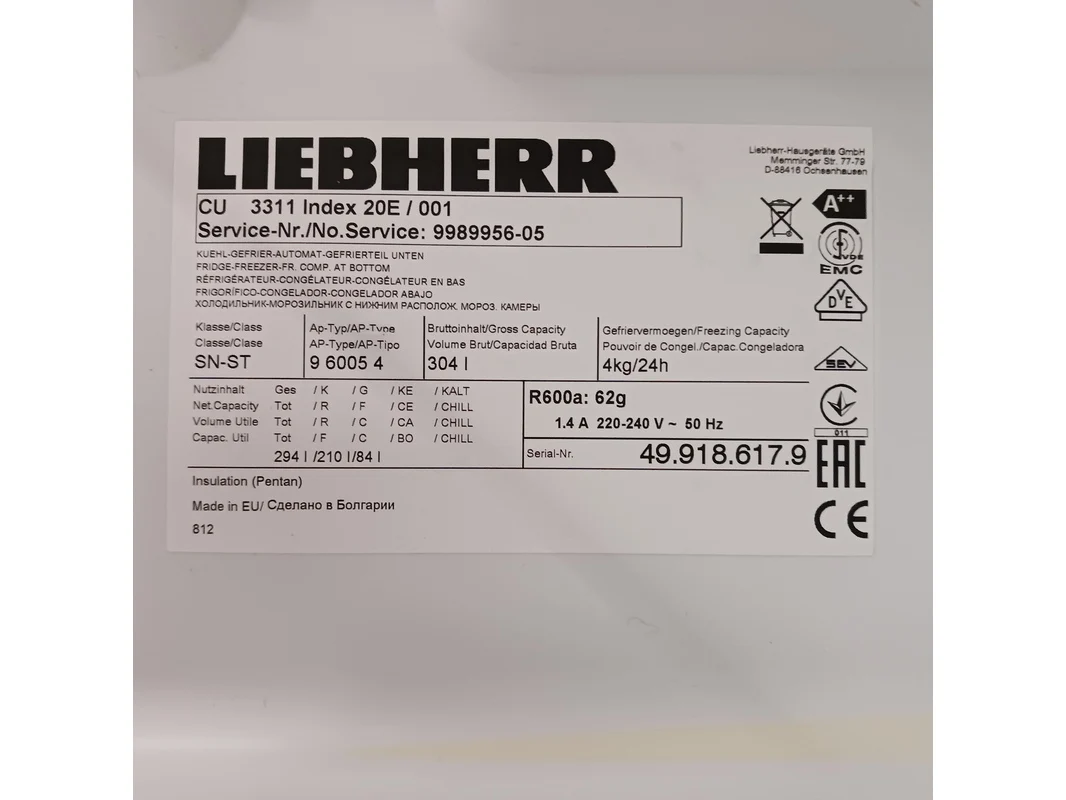 LIEBHERR
Liebherr-Hausgeräte GmbH
Memminger Str. 77-79
D-88416 Ochsenhausen
CU 3311 Index 20E / 001
Service-Nr./No.Service: 9989956-05
A++
VDE
EMC
DVE
SEV
011
EAC
CE
KUEHL-GEFRIER-AUTOMAT-GEFRIERTEIL UNTEN
FRIDGE-FREEZER-FR. COMP. AT BOTTOM
RÉFRIGÉRATEUR-CONGÉLATEUR-CONGÉLATEUR EN BAS
FRIGORÍFICO-CONGELADOR-CONGELADOR ABAJO
ХОЛОДИЛЬНИК-МОРОЗИЛЬНИК С НИЖНИМ РАСПОЛОЖ. МОРОЗ. КАМЕРЫ
Klasse/Class
Classe/Clase
SN-ST
Ap-Typ/AP-Type
AP-Type/AP-Tipo
9 6005 4
Bruttoinhalt/Gross Capacity
Volume Brut/Capacidad Bruta
304 l
Gefriervermoegen/Freezing Capacity
Pouvoir de Congel./Capac.Congeladora
4kg/24h
Nutzinhalt Ges / K / G / KE / KALT
Net.Capacity Tot / R / F / CE / CHILL
Volume Utile Tot / R / C / CA / CHILL
Capac. Util Tot / F / C / BO / CHILL
294 l /210 l/84 l
R600a: 62g
1.4 A 220-240 V ~ 50 Hz
Serial-Nr. 49.918.617.9
Insulation (Pentan)
Made in EU/ Сделано в Болгарии
812